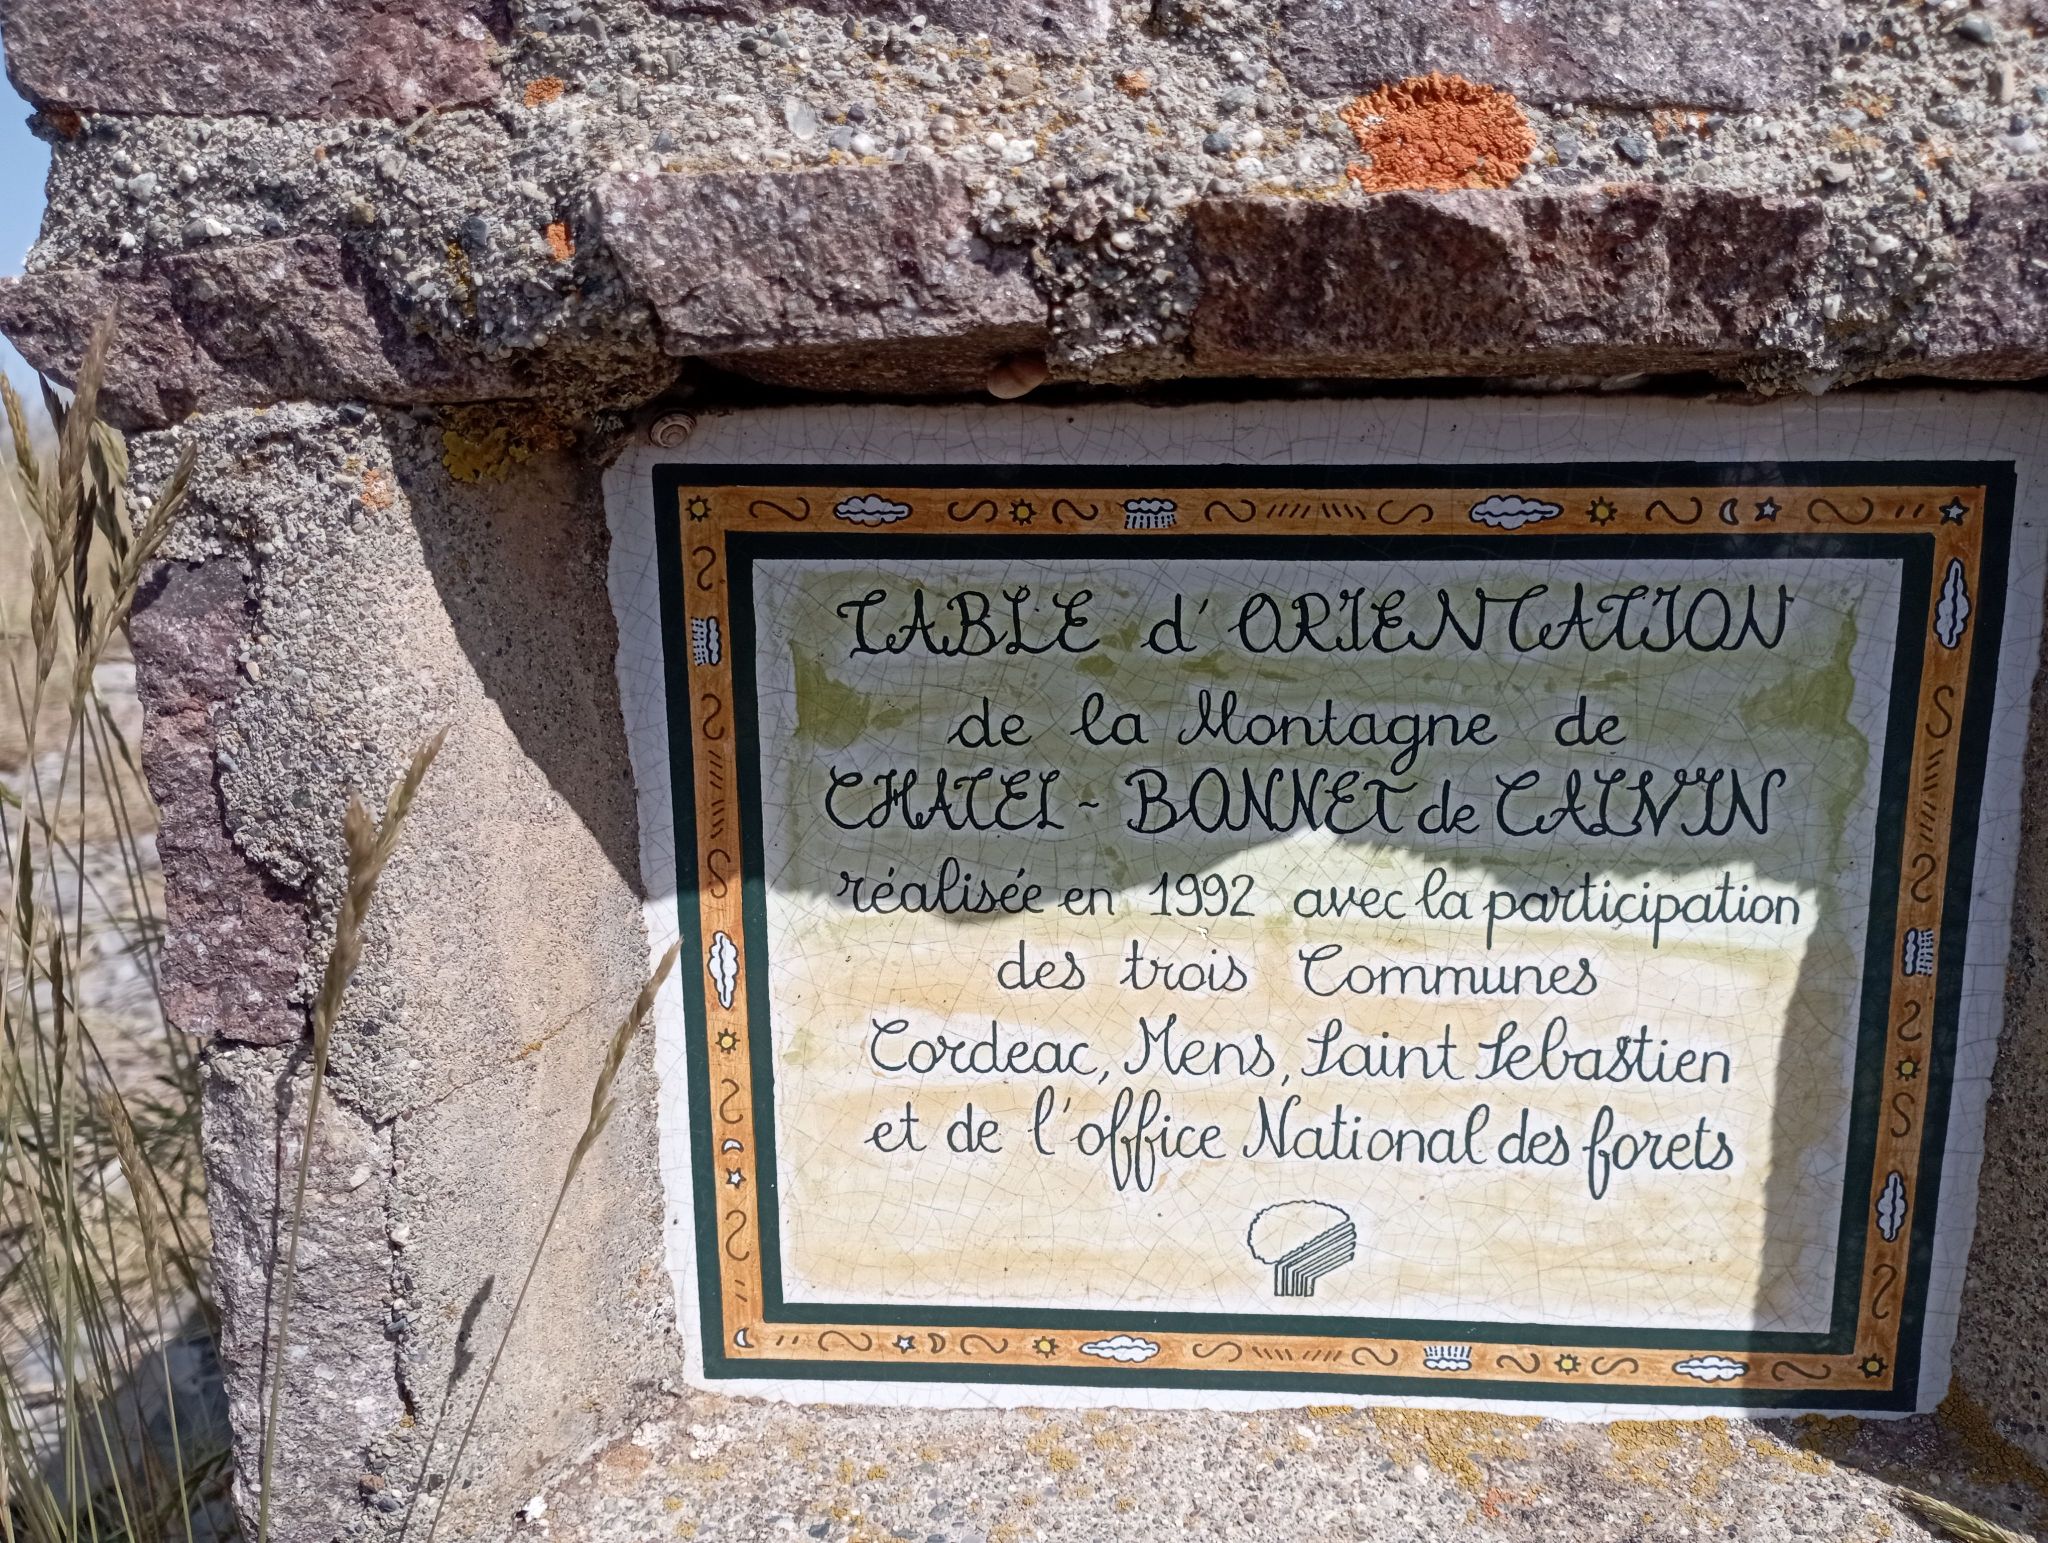 TABLE d'ORIENTATION
de la Montagne de
CHATEL - BONNET de CALVIN
réalisée en 1992 avec la participation
des trois Communes
Cordeac, Mens, Saint Sebastien
et de l'office National des forets